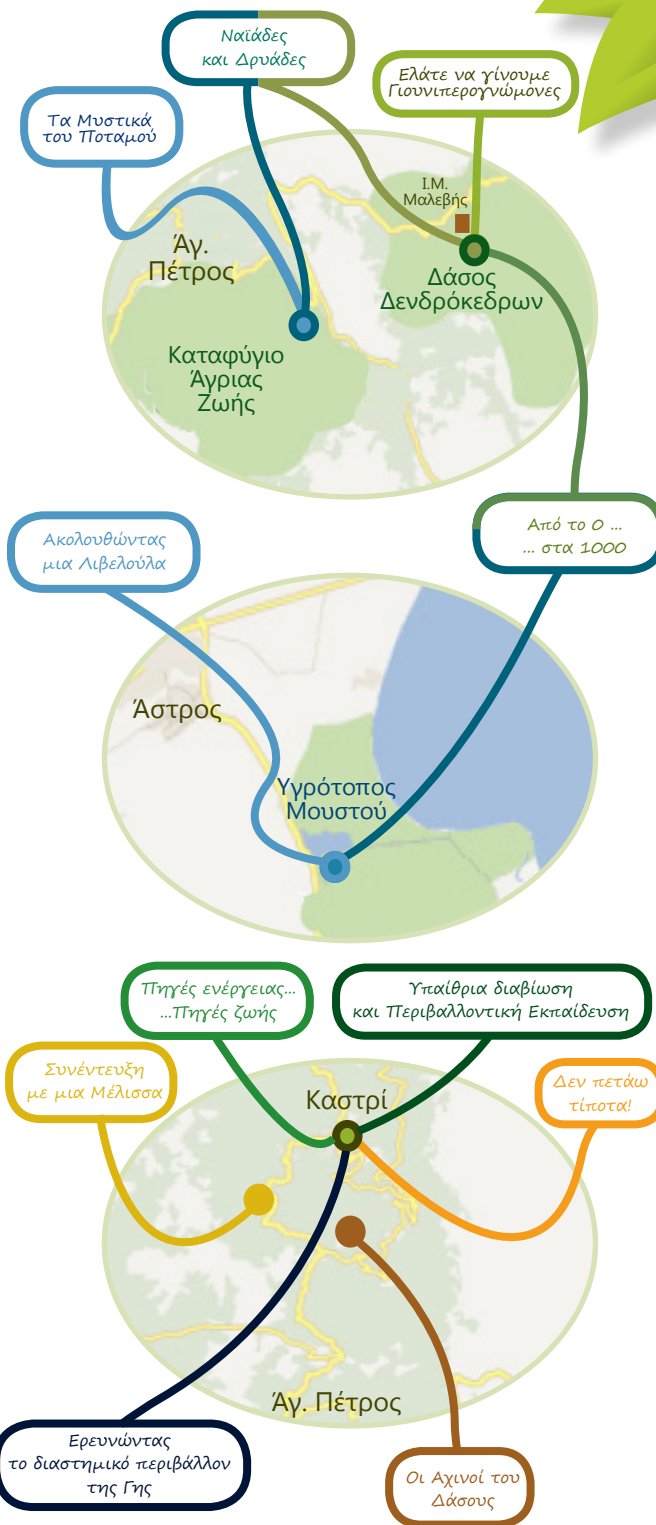 Ναϊάδες
και Δρυάδες
Ελάτε να γίνουμε
Γιουνιπερογνώμονες
Τα Μυστικά
του Ποταμού
Ι.Μ.
Μαλεβής
Άγ.
Πέτρος
Δάσος
Δενδρόκεδρων
Καταφύγιο
Άγριας
Ζωής
Από το 0 ...
... στα 1000
Ακολουθώντας
μια Λιβελούλα
Άστρος
Υγρότοπος
Μουστού
Πηγές ενέργειας...
...Πηγές ζωής
Υπαίθρια διαβίωση
και Περιβαλλοντική Εκπαίδευση
Συνέντευξη
με μια Μέλισσα
Δεν πετάω
τίποτα!
Καστρί
Άγ. Πέτρος
Ερευνώντας
το διαστημικό περιβάλλον
της Γης
Οι Αχινοί του
Δάσους